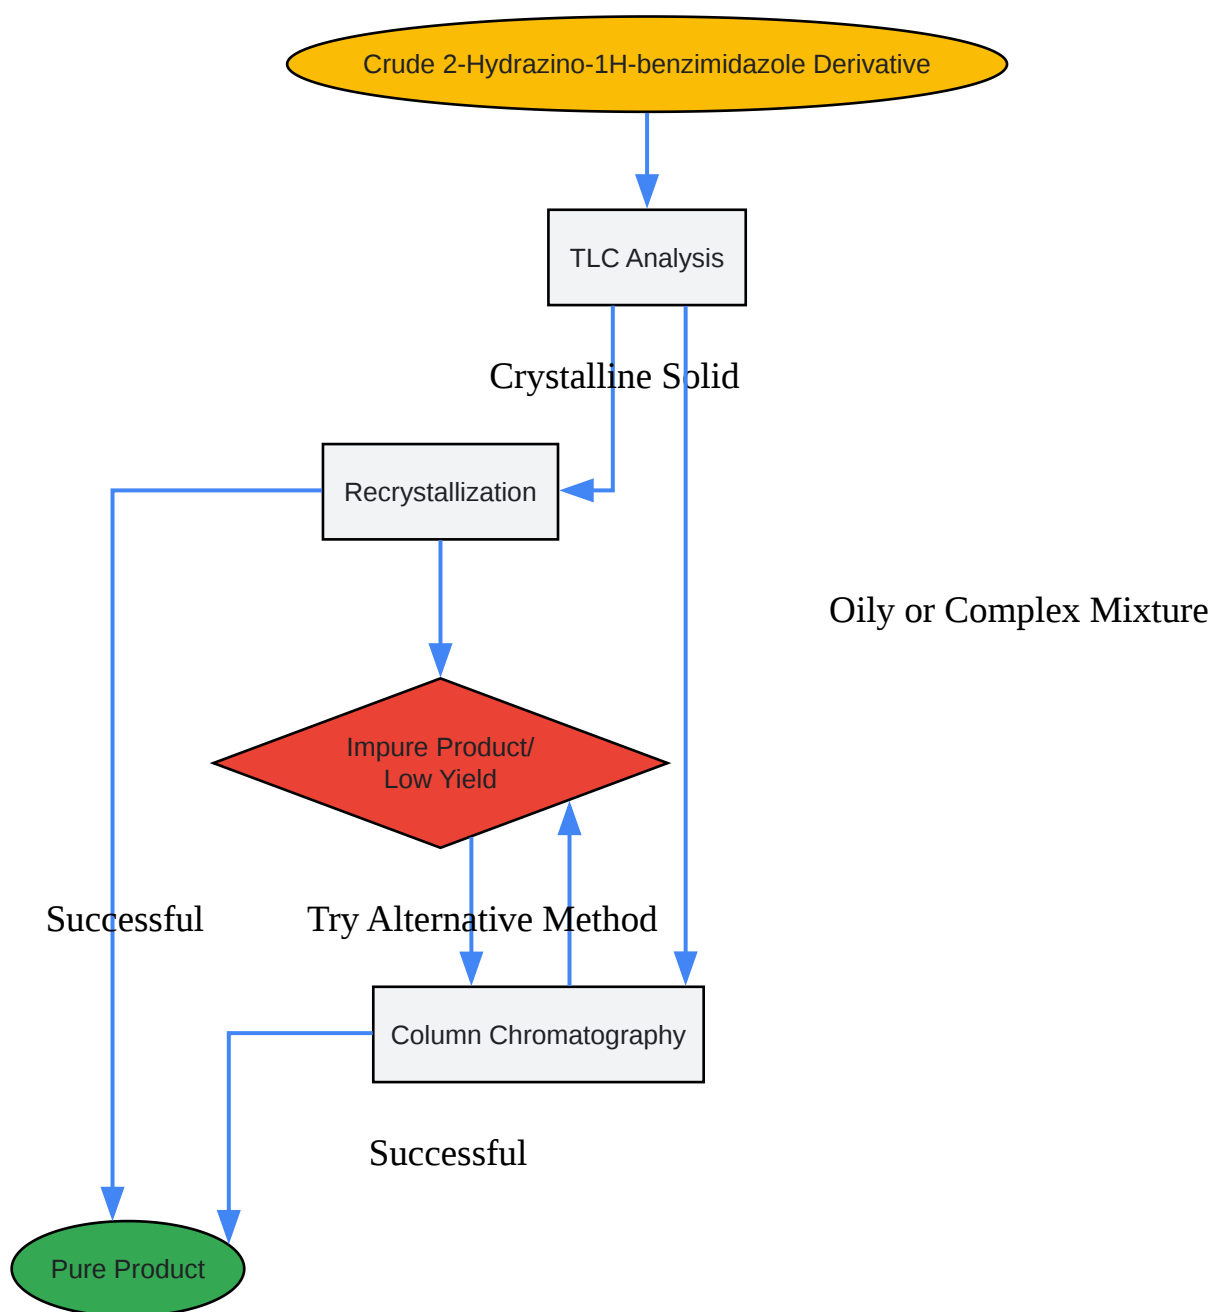 Crude 2-Hydrazino-1H-benzimidazole Derivative
TLC Analysis
Crystalline Solid
Recrystallization
Oily or Complex Mixture
Impure Product/
Low Yield
Successful
Try Alternative Method
Column Chromatography
Successful
Pure Product